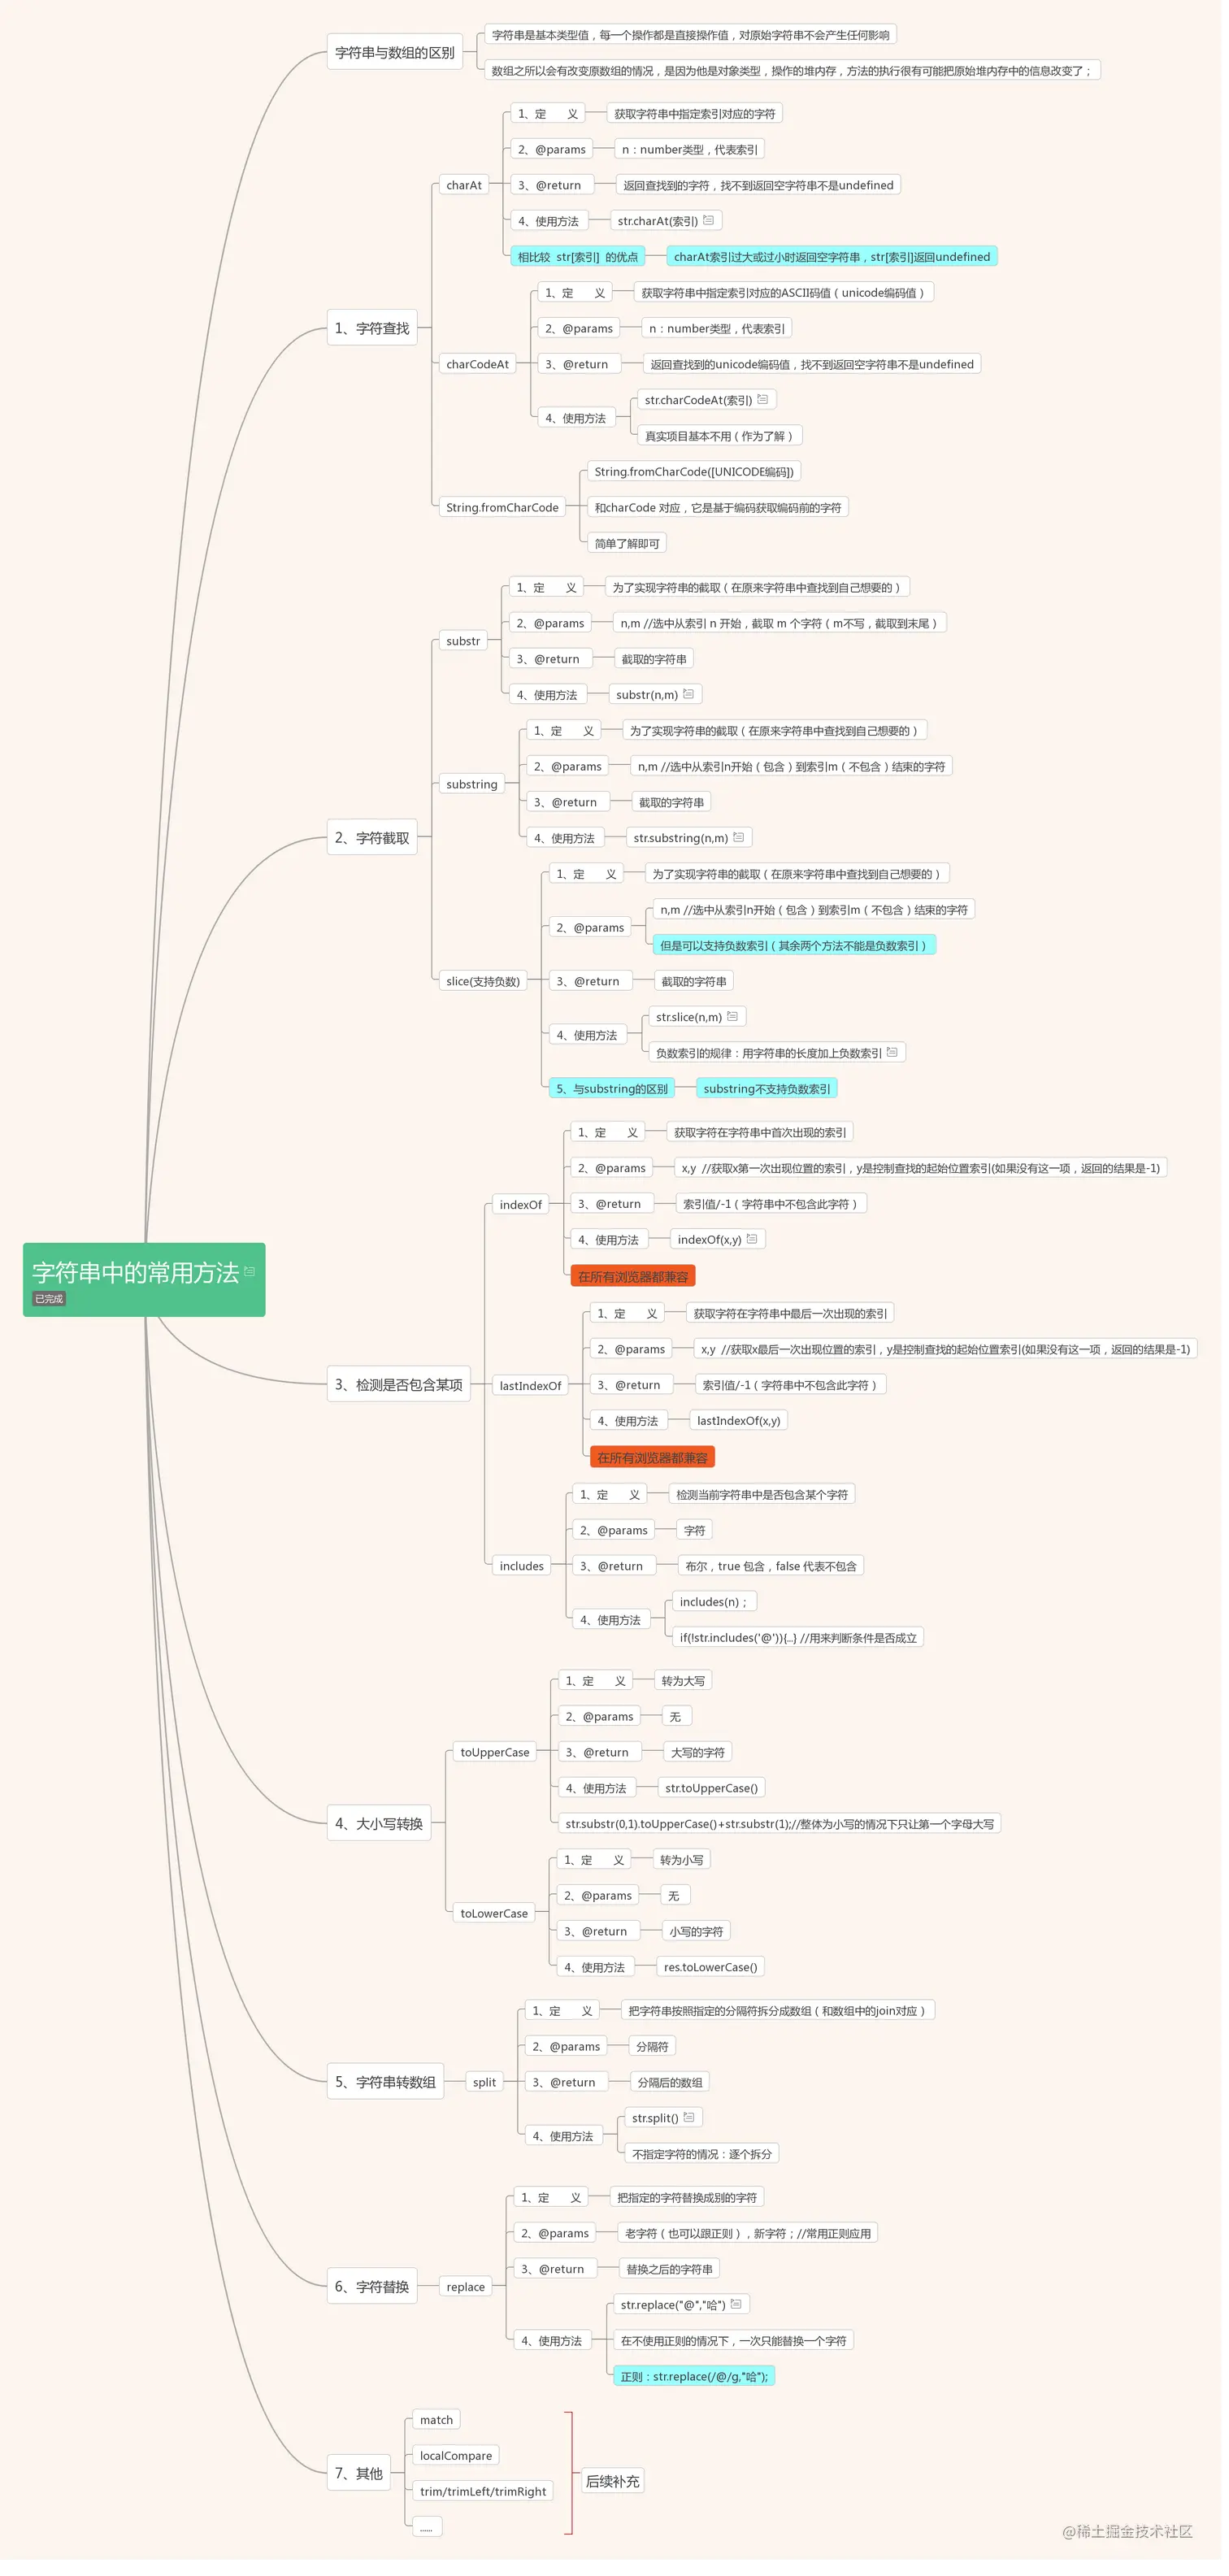 字符串与数组的区别
字符串是基本类型值，每一个操作都是直接操作值，对原始字符串不会产生任何影响
数组之所以会有改变原数组的情况，是因为他是对象类型，操作的堆内存，方法的执行很有可能把原始堆内存中的信息改变了；
1、字符查找
charAt
1、定　　义
获取字符串中指定索引对应的字符
2、@params
n：number类型，代表索引
3、@return
返回查找到的字符，找不到返回空字符串不是undefined
4、使用方法
str.charAt(索引)
相比较 str[索引] 的优点
charAt索引过大或过小时返回空字符串，str[索引]返回undefined
charCodeAt
1、定　　义
获取字符串中指定索引对应的ASCII码值（unicode编码值）
2、@params
n：number类型，代表索引
3、@return
返回查找到的unicode编码值，找不到返回空字符串不是undefined
4、使用方法
str.charCodeAt(索引)
真实项目基本不用（作为了解）
String.fromCharCode
String.fromCharCode([UNICODE编码])
和charCode 对应，它是基于编码获取编码前的字符
简单了解即可
2、字符截取
substr
1、定　　义
为了实现字符串的截取（在原来字符串中查找到自己想要的）
2、@params
n,m //选中从索引 n 开始，截取 m 个字符（m不写，截取到末尾）
3、@return
截取的字符串
4、使用方法
substr(n,m)
substring
1、定　　义
为了实现字符串的截取（在原来字符串中查找到自己想要的）
2、@params
n,m //选中从索引n开始（包含）到索引m（不包含）结束的字符
3、@return
截取的字符串
4、使用方法
str.substring(n,m)
slice(支持负数)
1、定　　义
为了实现字符串的截取（在原来字符串中查找到自己想要的）
2、@params
n,m //选中从索引n开始（包含）到索引m（不包含）结束的字符
但是可以支持负数索引（其余两个方法不能是负数索引）
3、@return
截取的字符串
4、使用方法
str.slice(n,m)
负数索引的规律：用字符串的长度加上负数索引
5、与substring的区别
substring不支持负数索引
字符串中的常用方法
已完成
3、检测是否包含某项
indexOf
1、定　　义
获取字符在字符串中首次出现的索引
2、@params
x,y //获取x第一次出现位置的索引，y是控制查找的起始位置索引(如果没有这一项，返回的结果是-1)
3、@return
索引值/-1（字符串中不包含此字符）
4、使用方法
indexOf(x,y)
在所有浏览器都兼容
lastIndexOf
1、定　　义
获取字符在字符串中最后一次出现的索引
2、@params
x,y //获取x最后一次出现位置的索引，y是控制查找的起始位置索引(如果没有这一项，返回的结果是-1)
3、@return
索引值/-1（字符串中不包含此字符）
4、使用方法
lastIndexOf(x,y)
在所有浏览器都兼容
includes
1、定　　义
检测当前字符串中是否包含某个字符
2、@params
字符
3、@return
布尔，true 包含，false 代表不包含
4、使用方法
includes(n)；
if(!str.includes('@')){...} //用来判断条件是否成立
4、大小写转换
toUpperCase
1、定　　义
转为大写
2、@params
无
3、@return
大写的字符
4、使用方法
str.toUpperCase()
str.substr(0,1).toUpperCase()+str.substr(1);//整体为小写的情况下只让第一个字母大写
toLowerCase
1、定　　义
转为小写
2、@params
无
3、@return
小写的字符
4、使用方法
res.toLowerCase()
5、字符串转数组
split
1、定　　义
把字符串按照指定的分隔符拆分成数组（和数组中的join对应）
2、@params
分隔符
3、@return
分隔后的数组
4、使用方法
str.split()
不指定字符的情况：逐个拆分
6、字符替换
replace
1、定　　义
把指定的字符替换成别的字符
2、@params
老字符（也可以跟正则），新字符；//常用正则应用
3、@return
替换之后的字符串
4、使用方法
str.replace("@","哈")
在不使用正则的情况下，一次只能替换一个字符
正则：str.replace(/@/g,"哈");
7、其他
match
localCompare
trim/trimLeft/trimRight
......
后续补充
@稀土掘金技术社区